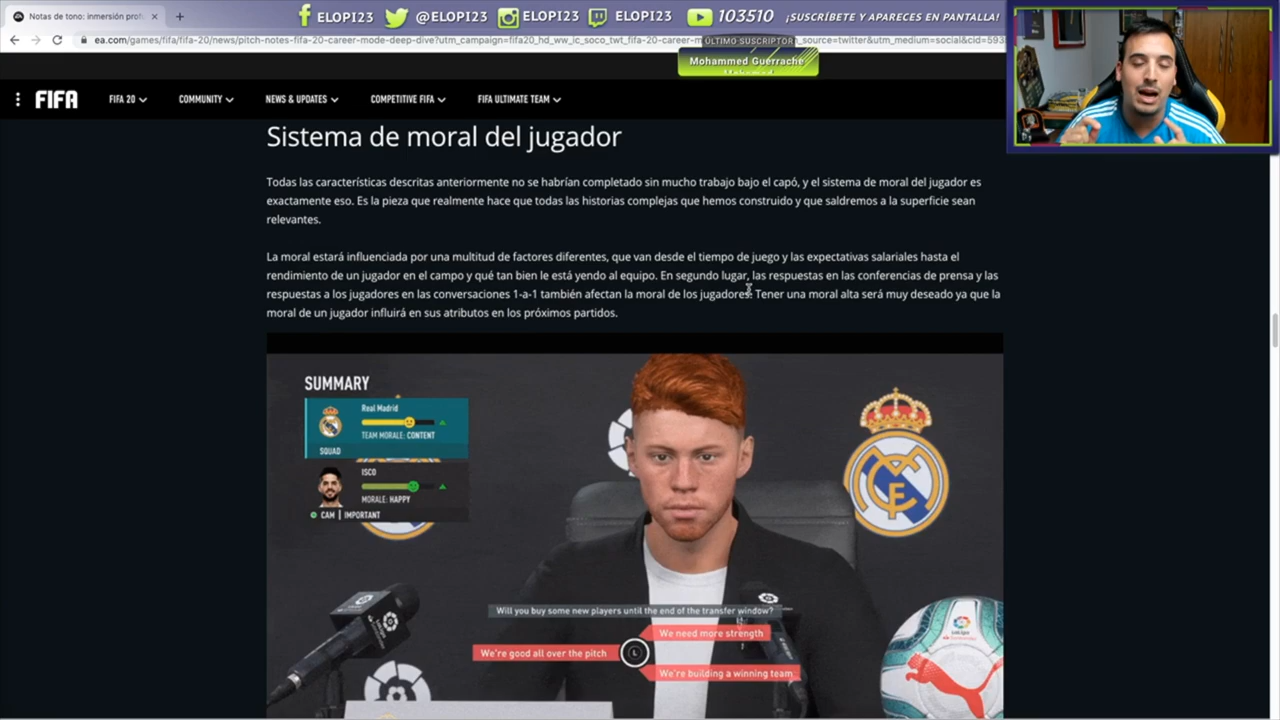 Notas de tono: inmersión prof
ELOPI23
@ELOPI23
ELOPI23
ELOPI23
103510
¡SUSCRÍBETE Y APARECES EN PANTALLA!
ea.com/games/fifa/fifa-20/news/pitch-notes-fifa-20-career-mode-deep-dive?utm_campaign=fifa20_hd_ww_ic_soco_twt_fifa-20-career-m
a_source=twitter&utm_medium=social&cid=593
ÚLTIMO SUSCRIPTOR
Mohammed Guerrache
FIFA
FIFA 20
COMMUNITY
NEWS & UPDATES
COMPETITIVE FIFA
FIFA ULTIMATE TEAM
Sistema de moral del jugador
Todas las características descritas anteriormente no se habrían completado sin mucho trabajo bajo el capó, y el sistema de moral del jugador es
exactamente eso. Es la pieza que realmente hace que todas las historias complejas que hemos construido y que saldremos a la superficie sean
relevantes.
La moral estará influenciada por una multitud de factores diferentes, que van desde el tiempo de juego y las expectativas salariales hasta el
rendimiento de un jugador en el campo y qué tan bien le está yendo al equipo. En segundo lugar, las respuestas en las conferencias de prensa y las
respuestas a los jugadores en las conversaciones 1-a-1 también afectan la moral de los jugadores. Tener una moral alta será muy deseado ya que la
moral de un jugador influirá en sus atributos en los próximos partidos.
SUMMARY
Real Madrid
TEAM MORALE: CONTENT
SQUAD
ISCO
MORALE: HAPPY
CAM | IMPORTANT
Will you buy some new players until the end of the transfer window?
We need more strength
We're good all over the pitch
L
We're building a winning team